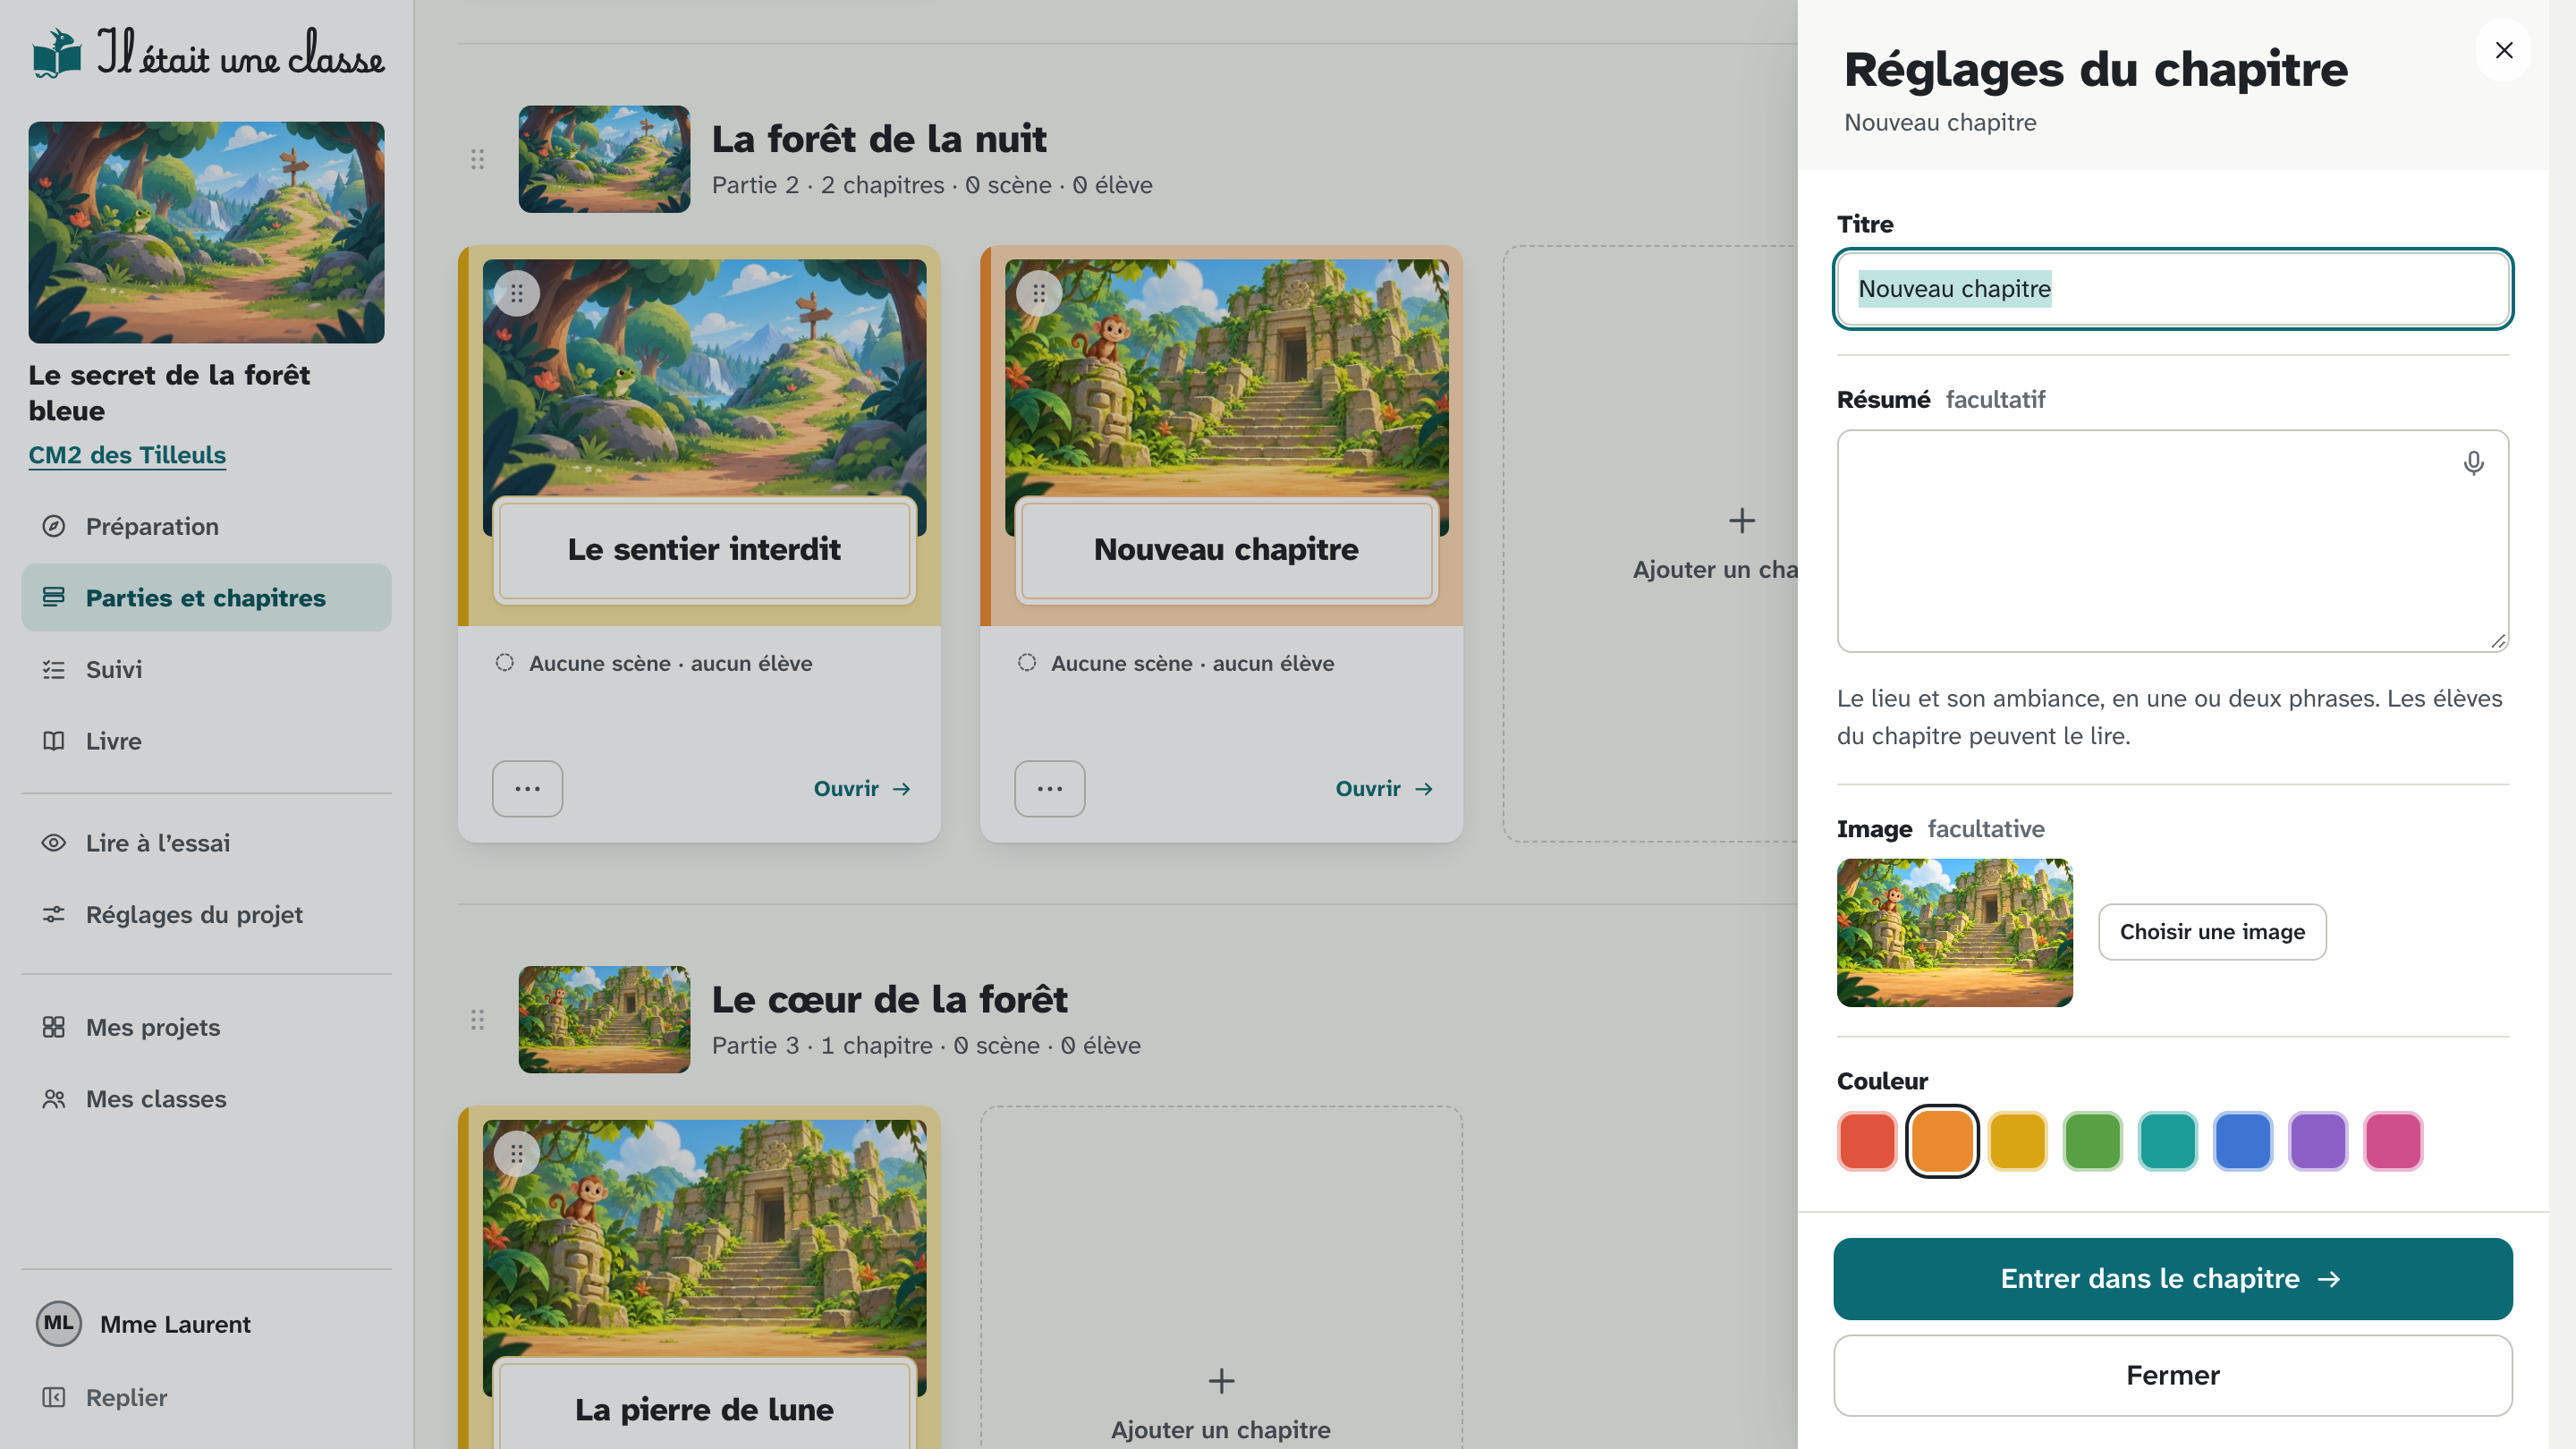 Il était une classe
Le secret de la forêt
bleue
CM2 des Tilleuls
Préparation
Parties et chapitres
Suivi
Livre
Lire à l’essai
Réglages du projet
Mes projets
Mes classes
ML
Mme Laurent
Replier
La forêt de la nuit
Partie 2 · 2 chapitres · 0 scène · 0 élève
Le sentier interdit
Aucune scène · aucun élève
Ouvrir
Nouveau chapitre
Aucune scène · aucun élève
Ouvrir
Ajouter un cha
Le cœur de la forêt
Partie 3 · 1 chapitre · 0 scène · 0 élève
La pierre de lune
Ajouter un chapitre
Réglages du chapitre
Nouveau chapitre
Titre
Nouveau chapitre
Résumé facultatif
Le lieu et son ambiance, en une ou deux phrases. Les élèves
du chapitre peuvent le lire.
Image facultative
Choisir une image
Couleur
Entrer dans le chapitre
Fermer